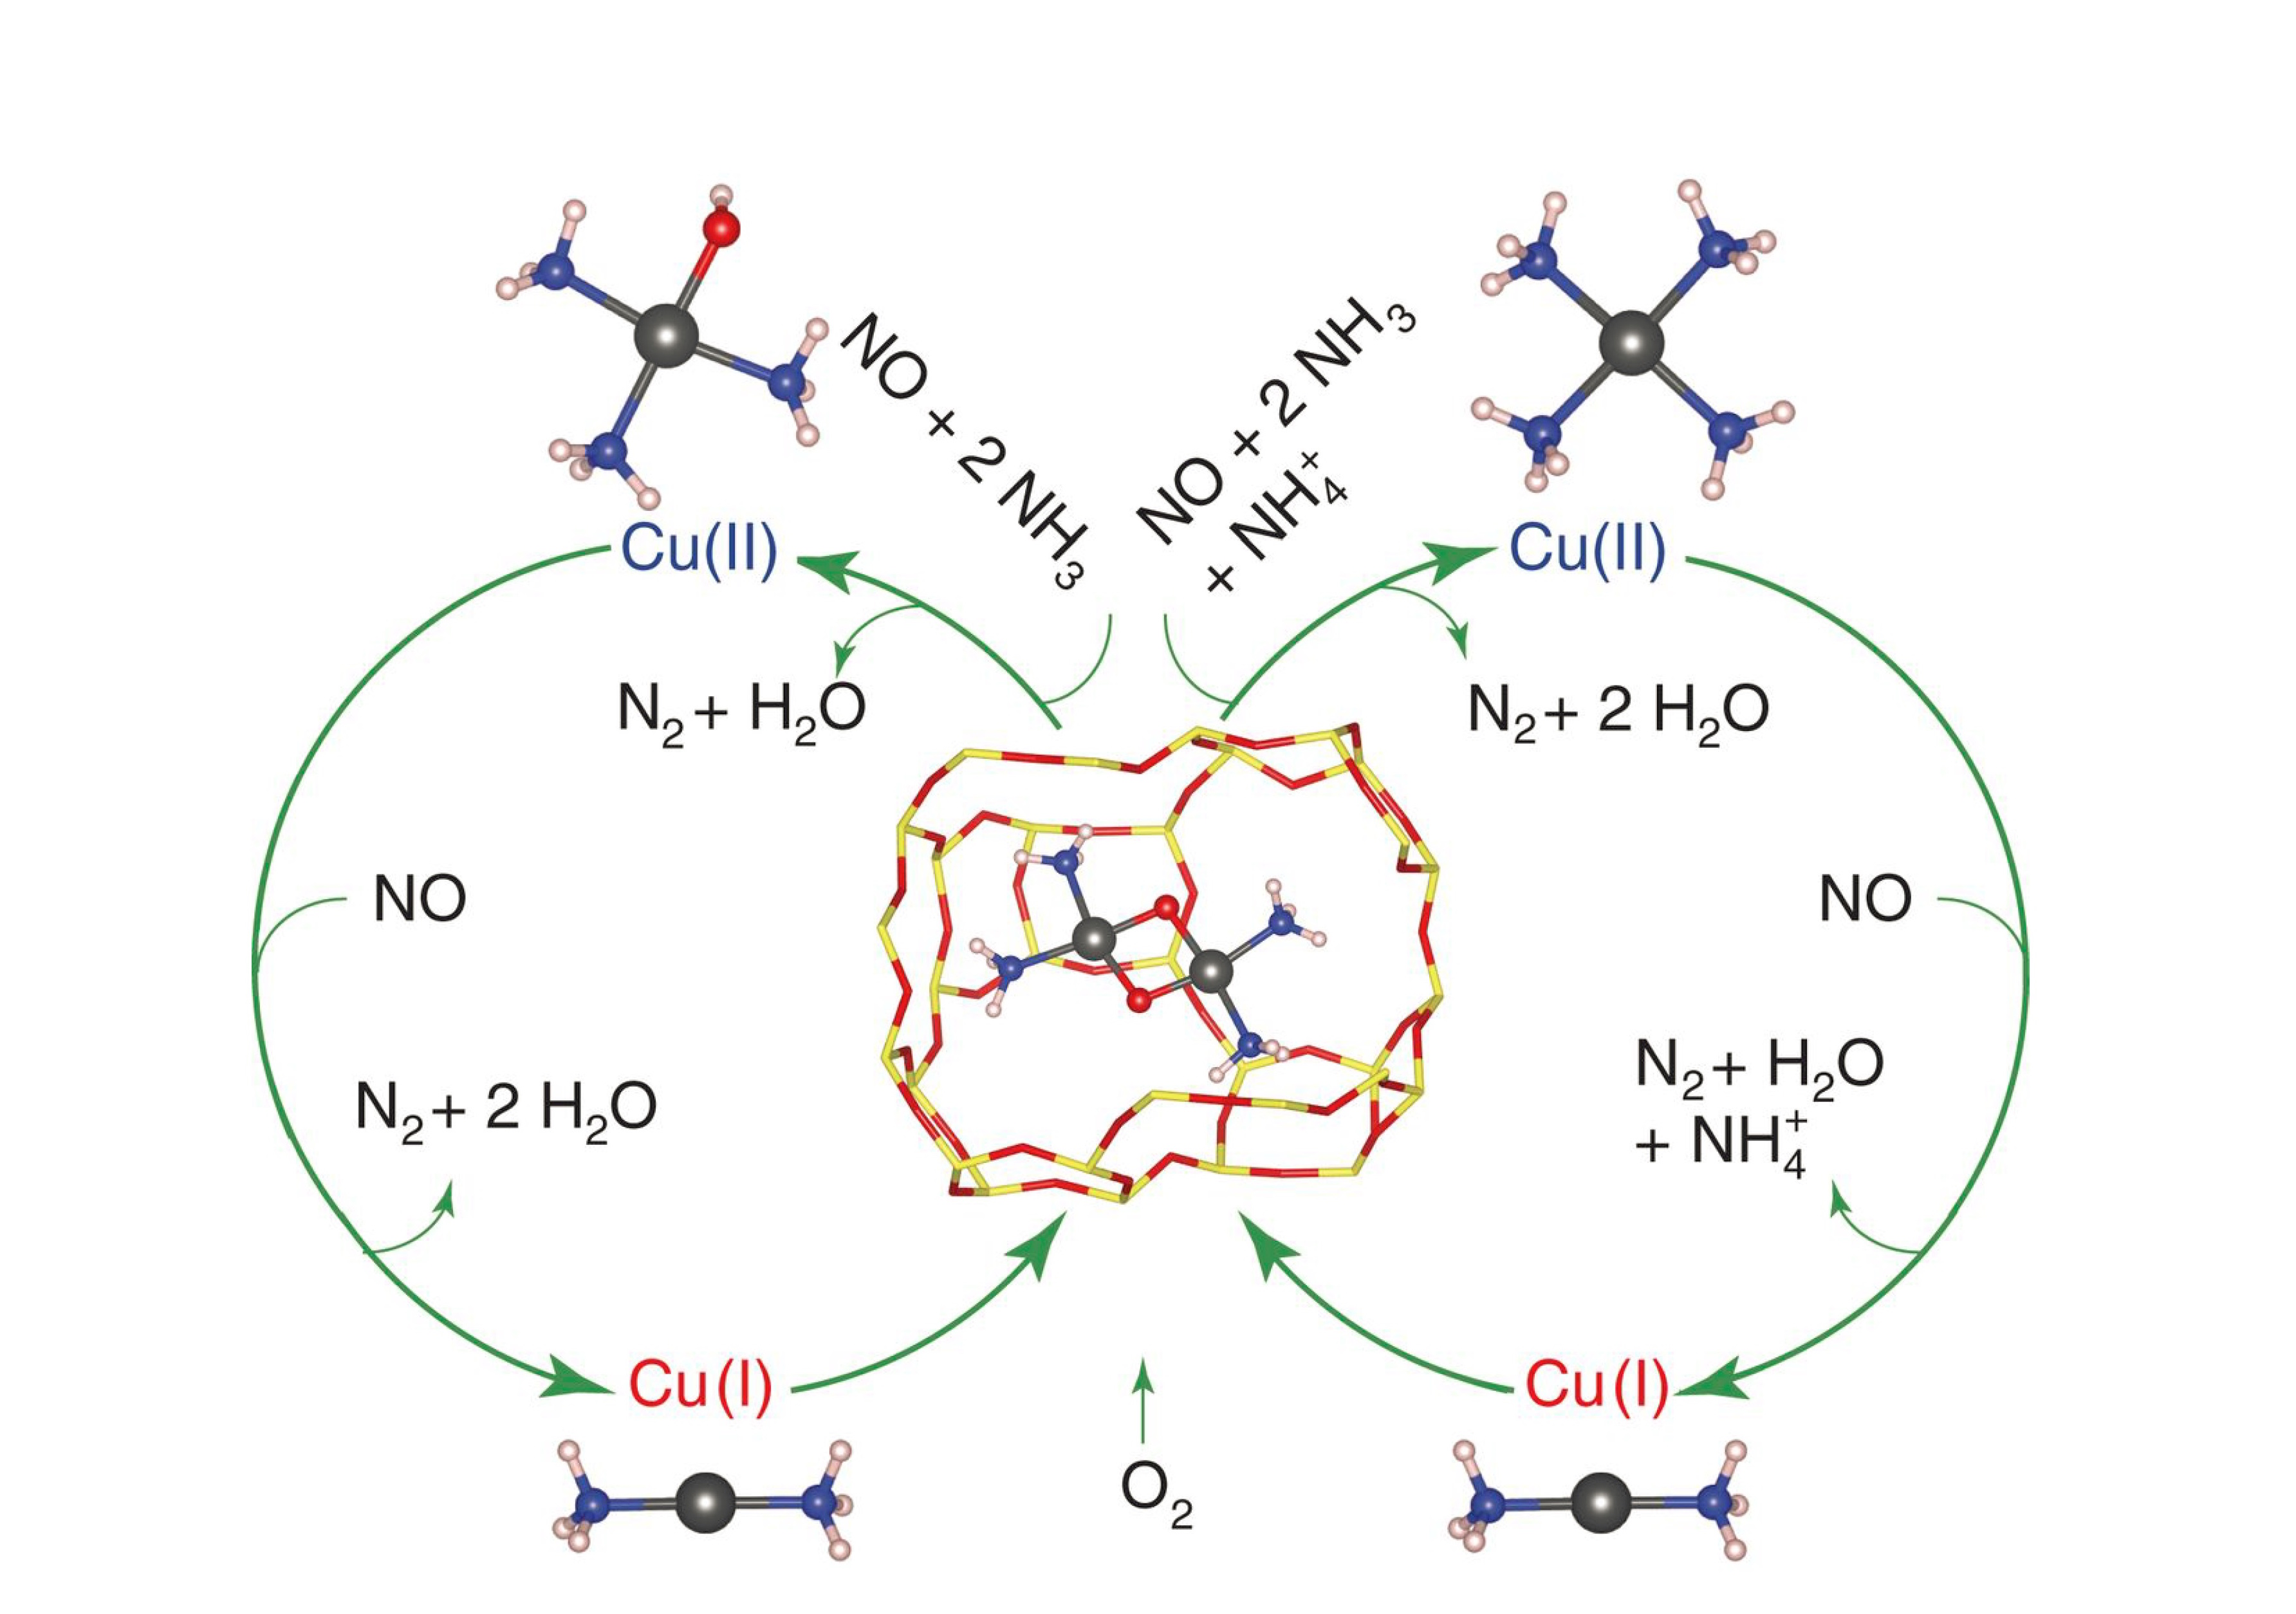 NO + 2 NH₃
NO + 2 NH₃
+ NH₄⁺
Cu(II)
Cu(II)
N₂ + H₂O
N₂ + 2 H₂O
NO
NO
N₂ + 2 H₂O
N₂ + H₂O
+ NH₄⁺
Cu(I)
Cu(I)
O₂